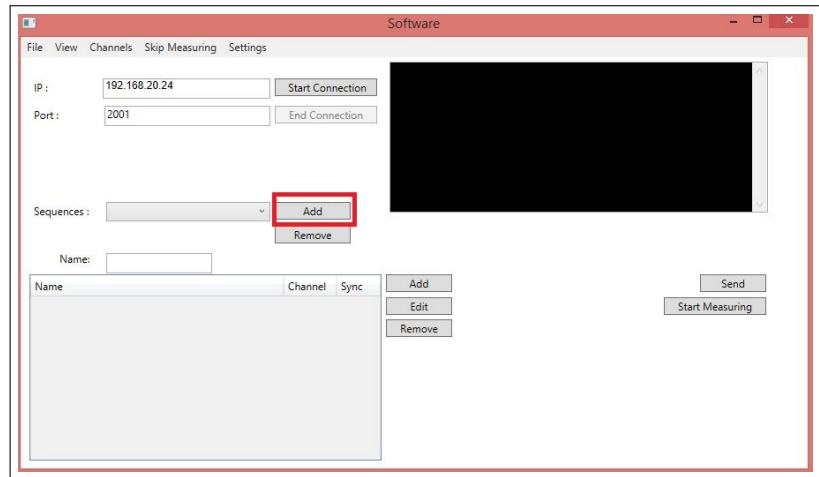 Software
File View Channels Skip Measuring Settings
IP : 192.168.20.24 Start Connection
Port : 2001 End Connection
Sequences : Add
Remove
Name:
Name Channel Sync
Add
Edit
Remove
Send
Start Measuring